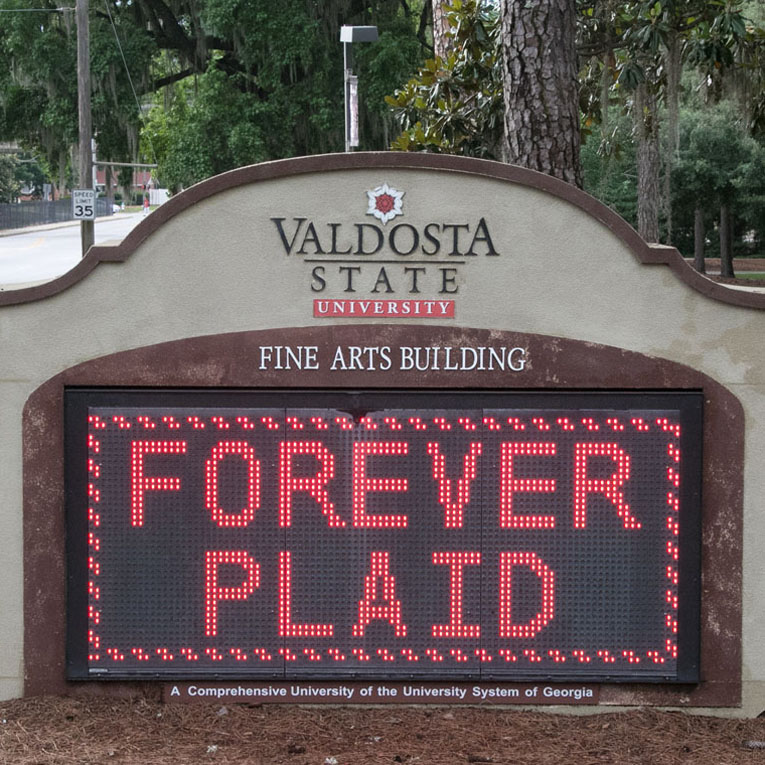 SPEED
LIMIT
35
VALDOSTA
STATE
UNIVERSITY
FINE ARTS BUILDING
FOREVER
PLAID
A Comprehensive University of the University System of Georgia